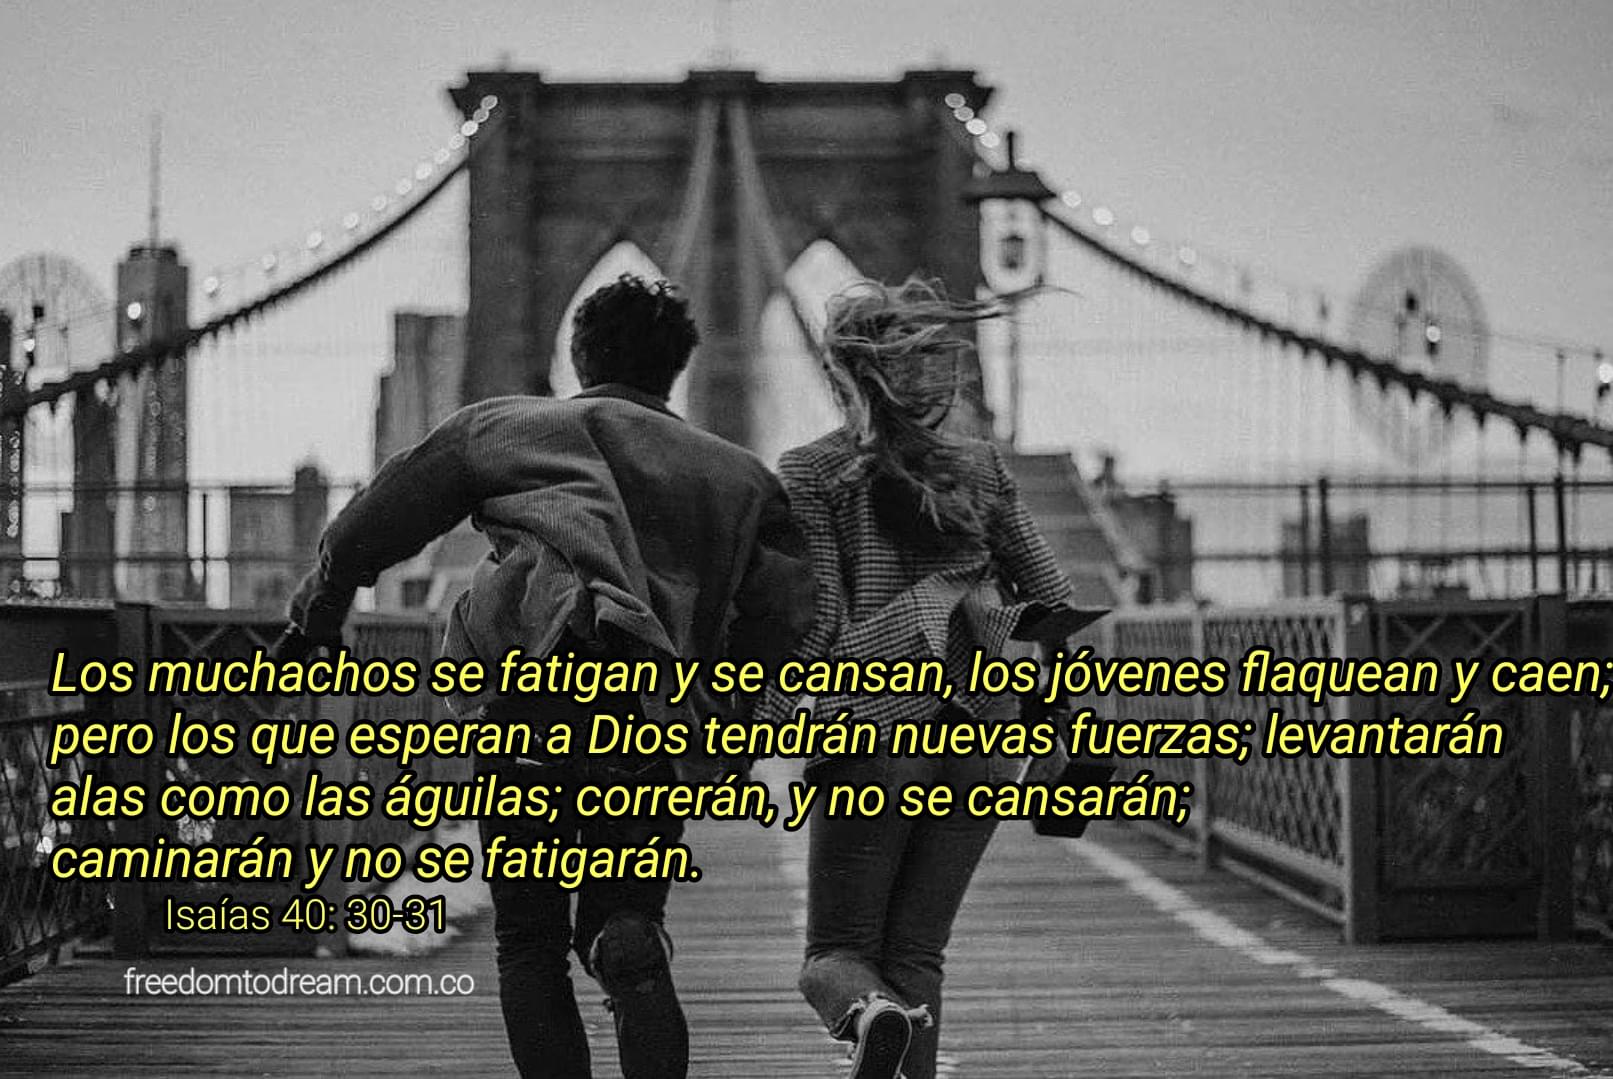 Los muchachos se fatigan y se cansan, los jóvenes flaquean y caen;
pero los que esperan a Dios tendrán nuevas fuerzas; levantarán
alas como las águilas; correrán, y no se cansarán;
caminarán y no se fatigarán.
Isaías 40: 30-31
freedomtodream.com.co